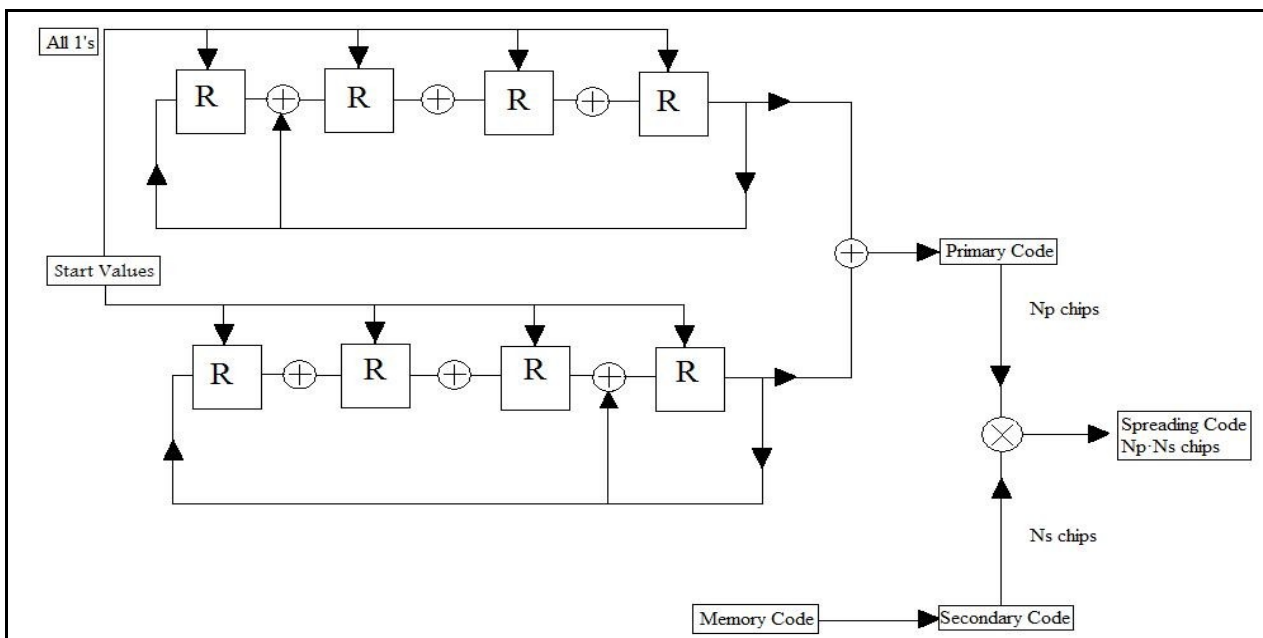 All 1's
R R R R
Start Values
R R R R
Primary Code
Np chips
Spreading Code
Np·Ns chips
Ns chips
Memory Code
Secondary Code